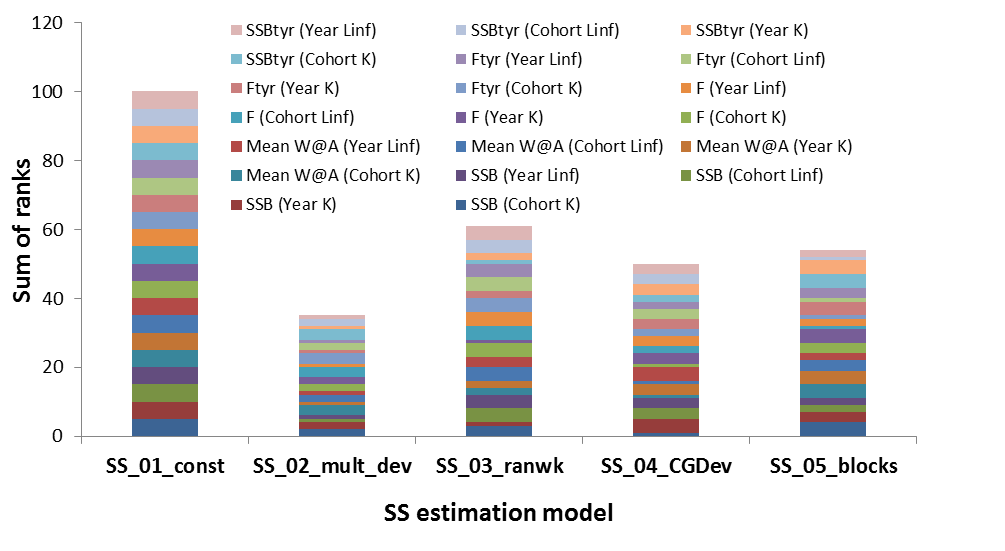 120
100
80
60
40
20
0
Sum of ranks
SSBtyr (Year Linf) SSBtyr (Cohort Linf) SSBtyr (Year K)
SSBtyr (Cohort K) Ftyr (Year Linf) Ftyr (Cohort Linf)
Ftyr (Year K) Ftyr (Cohort K) F (Year Linf)
F (Cohort Linf) F (Year K) F (Cohort K)
Mean W@A (Year Linf) Mean W@A (Cohort Linf) Mean W@A (Year K)
Mean W@A (Cohort K) SSB (Year Linf) SSB (Cohort Linf)
SSB (Year K) SSB (Cohort K)
SS_01_const SS_02_mult_dev SS_03_ranwk SS_04_CGDev SS_05_blocks
SS estimation model